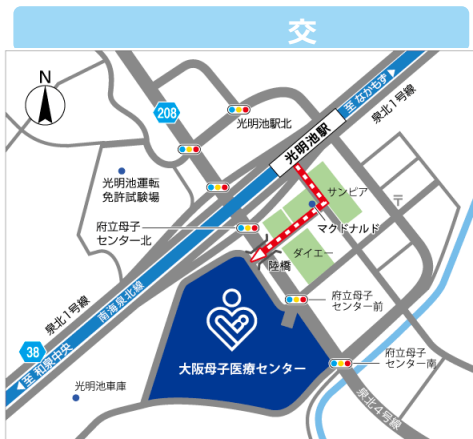 交
N
208
光明池駅北
至 なかもず
泉北1号線
光明池駅
光明池運転
免許試験場
サンピア
〒
マクドナルド
府立母子
センター北
ダイエー
陸橋
泉北1号線
南海泉北線
府立母子
センター前
38
至 和泉中央
大阪母子医療センター
府立母子
センター南
光明池車庫
泉北4号線